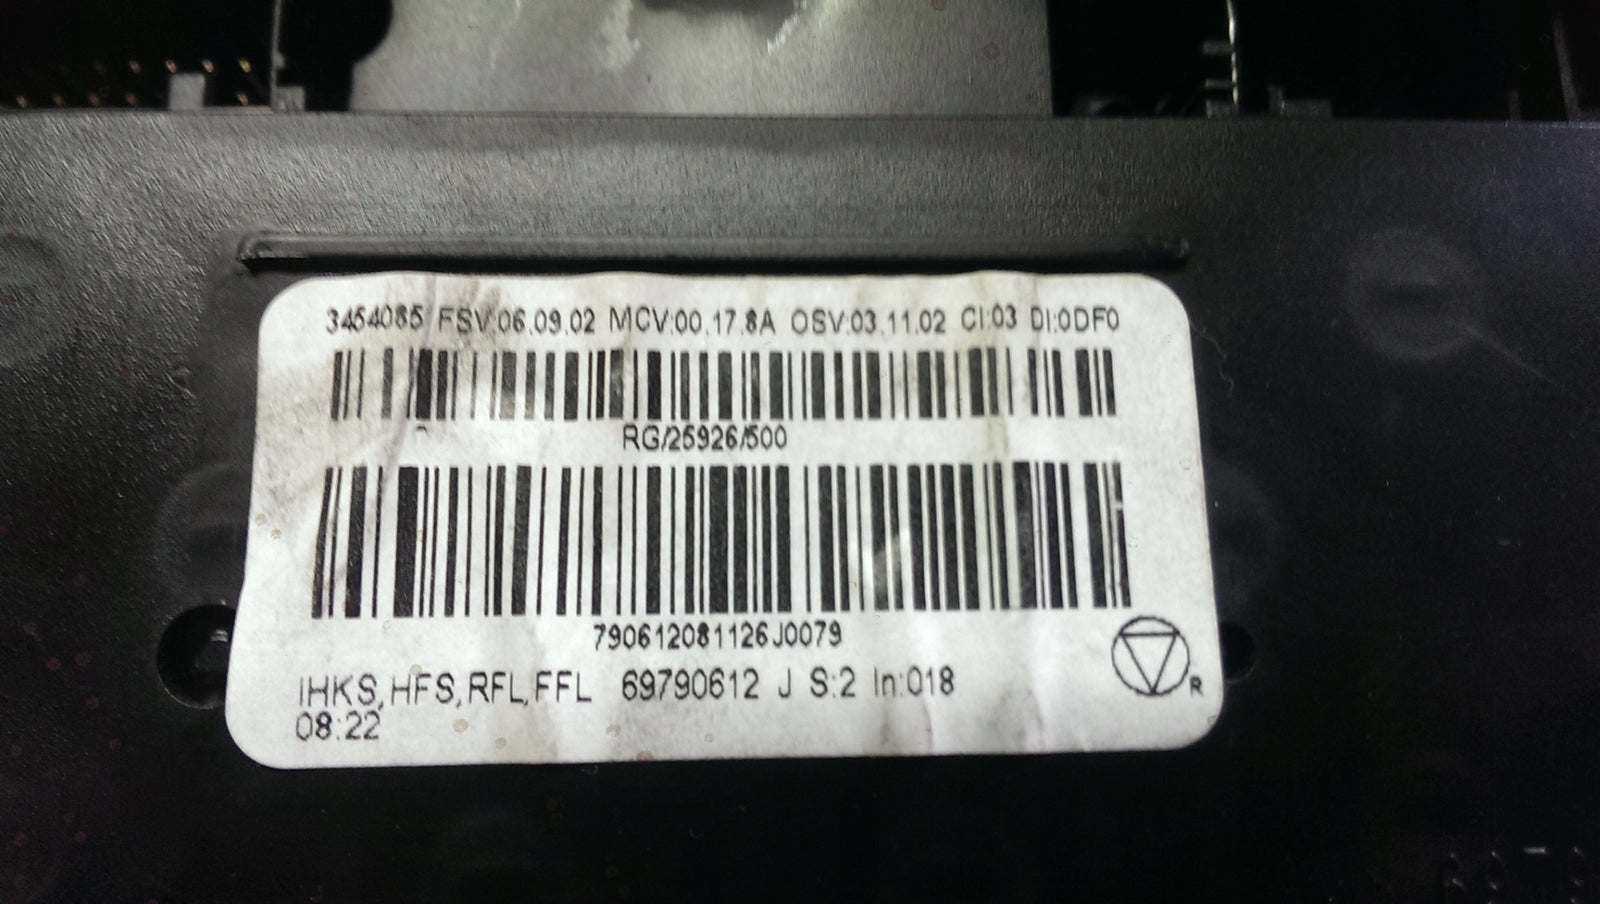 3454085 FSV:06.09.02 MCV:00.17.8A OSV:03.11.02 CI:03 DI:0DF0
RG/25926/500
790612081126J0079
IHKS,HFS,RFL,FFL 69790612 J S:2 In:018
R
08:22